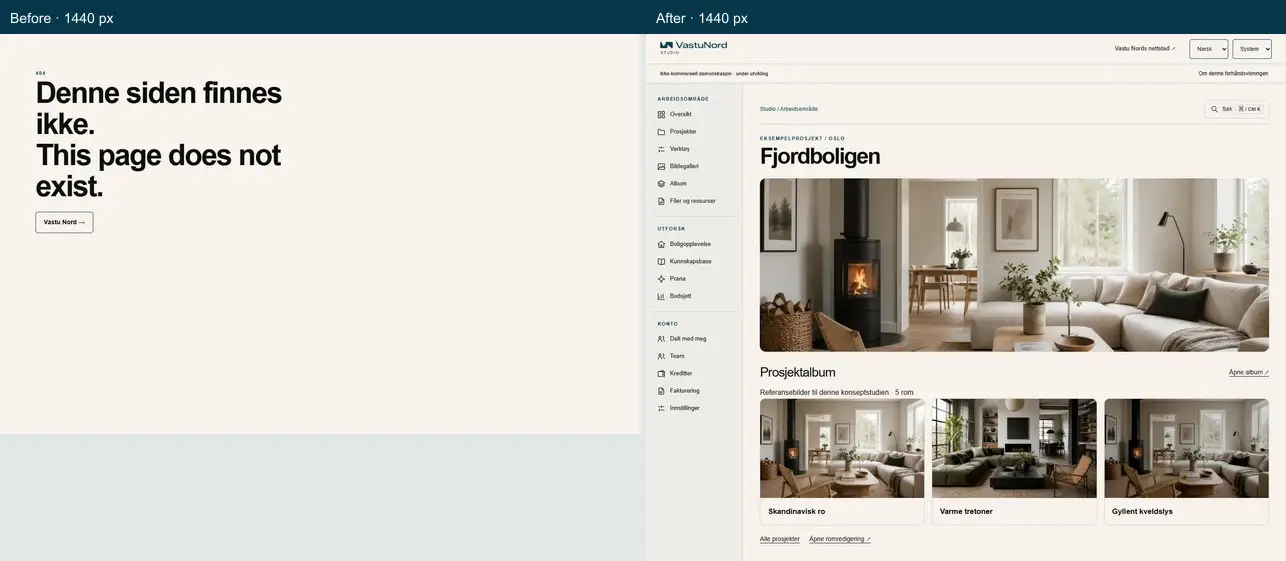 Before · 1440 px
404
Denne siden finnes
ikke.
This page does not
exist.
Vastu Nord →
After · 1440 px
VastuNord
STUDIO
Vastu Nords nettsted ↗
Norsk
System
Ikke-kommersiell demonstrasjon · under utvikling
Om denne forhåndsvisningen
ARBEIDSOMRÅDE
Oversikt
Prosjekter
Verktøy
Bildegalleri
Album
Filer og ressurser
UTFORSK
Boligopplevelse
Kunnskapsbase
Prana
Budsjett
KONTO
Delt med meg
Team
Kreditter
Fakturering
Innstillinger
Studio / Arbeidsområde
Søk ⌘ / Ctrl K
EKSEMPELPROSJEKT / OSLO
Fjordboligen
Prosjektalbum
Åpne album ↗
Referansebilder til denne konseptstudien · 5 rom
Skandinavisk ro
Varme tretoner
Gyllent kveldslys
Alle prosjekter
Åpne romredigering ↗